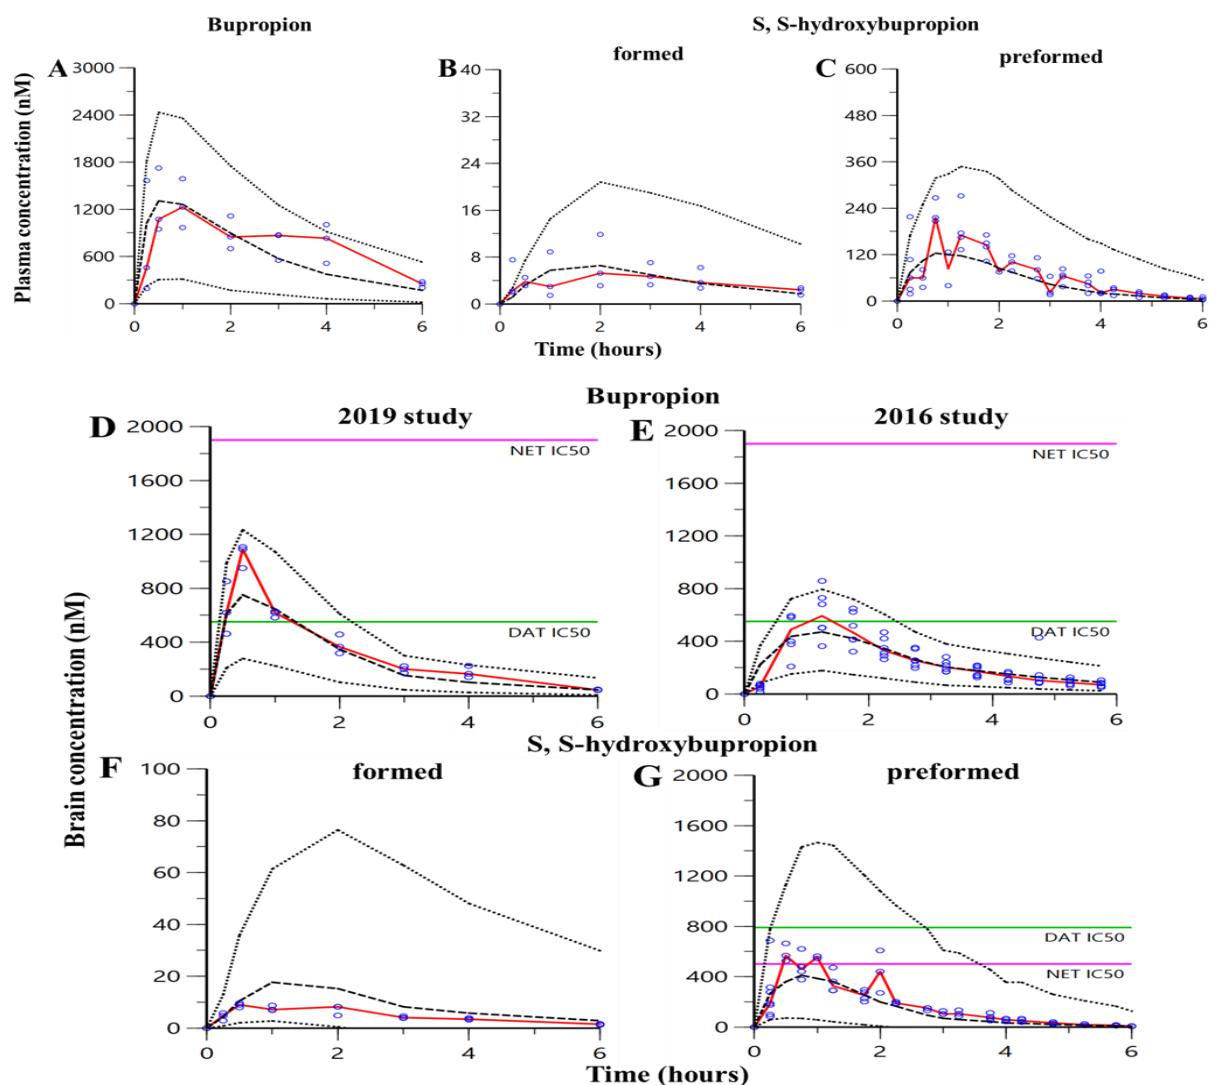 Bupropion
S, S-hydroxybupropion
formed
preformed
A
B
C
Plasma concentration (nM)
3000
2400
1800
1200
600
0
0
2
4
6
40
36
32
28
24
20
16
12
8
4
0
0
2
4
6
600
480
360
240
120
0
0
2
4
6
Time (hours)
Bupropion
D
2019 study
E
2016 study
Brain concentration (nM)
2000
1600
1200
800
400
0
NET IC50
DAT IC50
0
2
4
6
2000
1600
1200
800
400
0
NET IC50
DAT IC50
0
2
4
6
S, S-hydroxybupropion
F
formed
G
preformed
100
80
60
40
20
0
0
2
4
6
2000
1600
1200
800
400
0
DAT IC50
NET IC50
0
2
4
6
Time (hours)